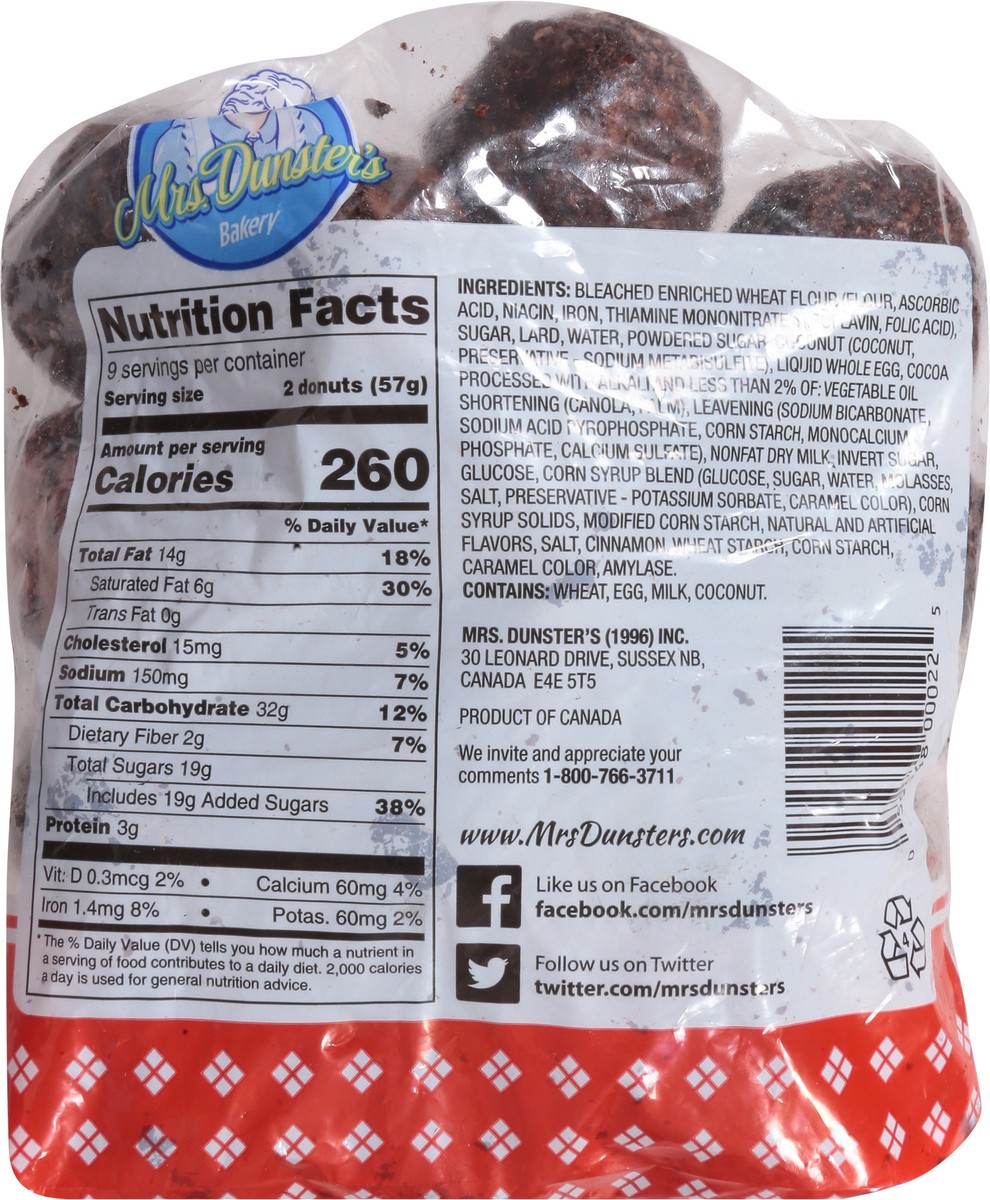 Mrs. Dunster's
Bakery
Nutrition Facts
9 servings per container
Serving size 2 donuts (57g)
Amount per serving
Calories 260
% Daily Value*
Total Fat 14g 18%
Saturated Fat 6g 30%
Trans Fat 0g
Cholesterol 15mg 5%
Sodium 150mg 7%
Total Carbohydrate 32g 12%
Dietary Fiber 2g 7%
Total Sugars 19g
Includes 19g Added Sugars 38%
Protein 3g
Vit. D 0.3mcg 2% • Calcium 60mg 4%
Iron 1.4mg 8% • Potas. 60mg 2%
*The % Daily Value (DV) tells you how much a nutrient in
a serving of food contributes to a daily diet. 2,000 calories
a day is used for general nutrition advice.
INGREDIENTS: BLEACHED ENRICHED WHEAT FLOUR (FLOUR, ASCORBIC
ACID, NIACIN, IRON, THIAMINE MONONITRATE, RIBOFLAVIN, FOLIC ACID),
SUGAR, LARD, WATER, POWDERED SUGAR, COCONUT (COCONUT,
PRESERVATIVE - SODIUM METABISULFITE), LIQUID WHOLE EGG, COCOA
PROCESSED WITH ALKALI, AND LESS THAN 2% OF: VEGETABLE OIL
SHORTENING (CANOLA, PALM), LEAVENING (SODIUM BICARBONATE,
SODIUM ACID PYROPHOSPHATE, CORN STARCH, MONOCALCIUM
PHOSPHATE, CALCIUM SULFATE), NONFAT DRY MILK, INVERT SUGAR,
GLUCOSE, CORN SYRUP BLEND (GLUCOSE, SUGAR, WATER, MOLASSES,
SALT, PRESERVATIVE - POTASSIUM SORBATE, CARAMEL COLOR), CORN
SYRUP SOLIDS, MODIFIED CORN STARCH, NATURAL AND ARTIFICIAL
FLAVORS, SALT, CINNAMON, WHEAT STARCH, CORN STARCH,
CARAMEL COLOR, AMYLASE.
CONTAINS: WHEAT, EGG, MILK, COCONUT.
MRS. DUNSTER'S (1996) INC.
30 LEONARD DRIVE, SUSSEX NB,
CANADA E4E 5T5
PRODUCT OF CANADA
We invite and appreciate your
comments 1-800-766-3711
www.MrsDunsters.com
Like us on Facebook
facebook.com/mrsdunsters
Follow us on Twitter
twitter.com/mrsdunsters
00022 5
4